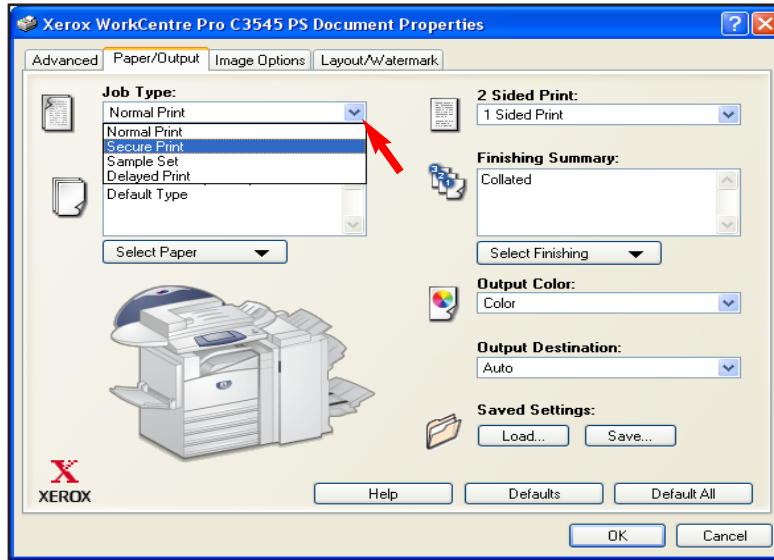 Xerox WorkCentre Pro C3545 PS Document Properties
Advanced Paper/Output Image Options Layout/Watermark
Job Type:
Normal Print
Normal Print
Secure Print
Sample Set
Delayed Print
Default Type
Select Paper
2 Sided Print:
1 Sided Print
Finishing Summary:
Collated
Select Finishing
Output Color:
Color
Output Destination:
Auto
Saved Settings:
Load... Save...
X
XEROX
Help Defaults Default All
OK Cancel